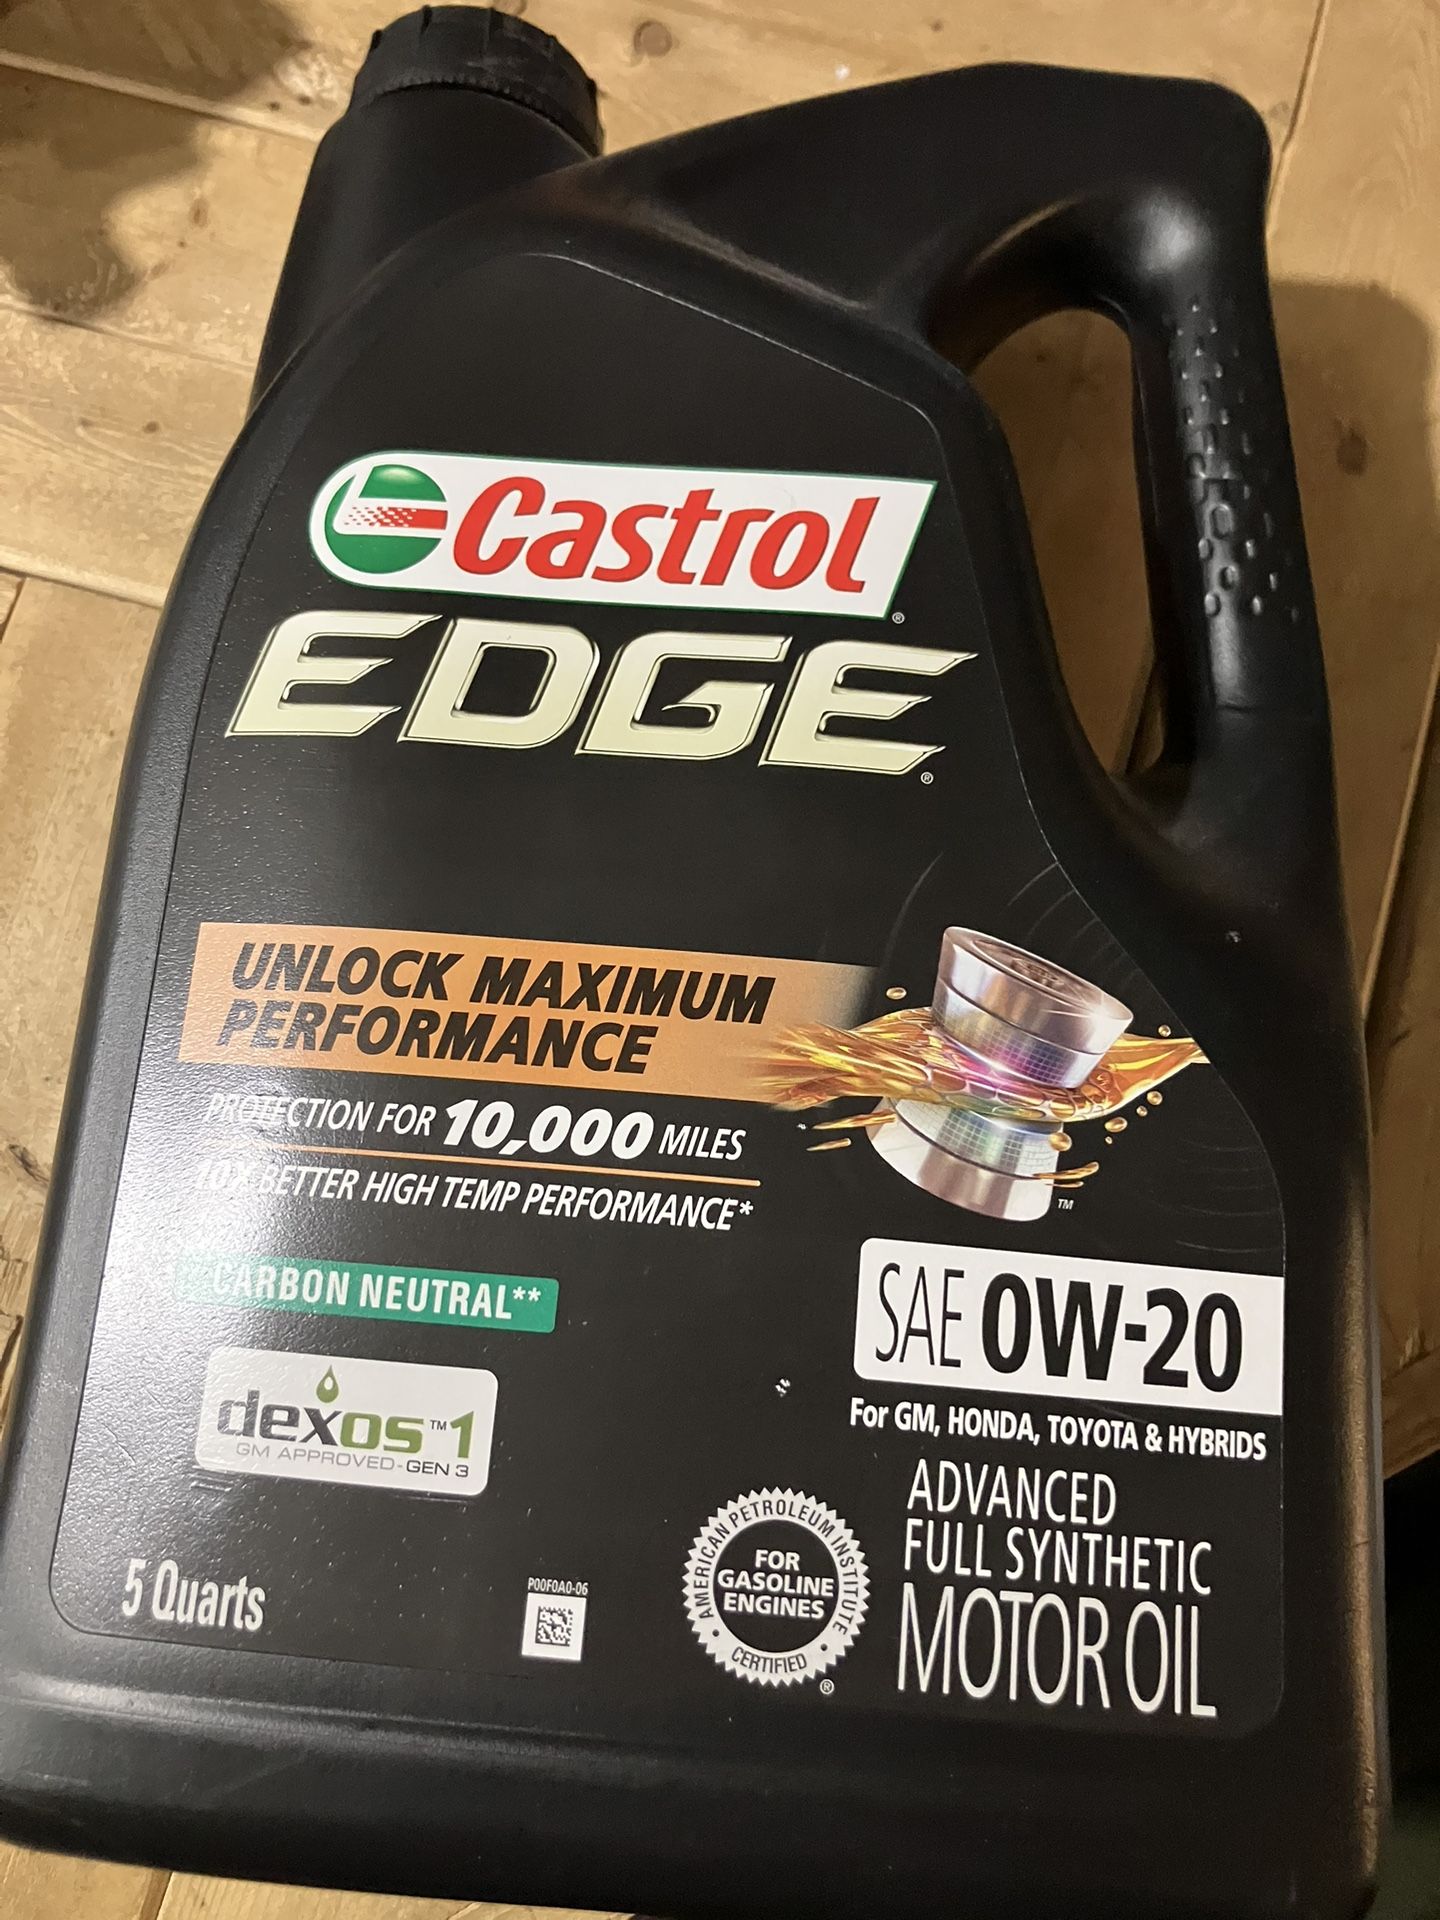 Castrol®
EDGE®
UNLOCK MAXIMUM
PERFORMANCE
PROTECTION FOR 10,000 MILES
10X BETTER HIGH TEMP PERFORMANCE*
™
CARBON NEUTRAL**
SAE 0W-20
For GM, HONDA, TOYOTA & HYBRIDS
dexos™1
GM APPROVED-GEN 3
ADVANCED
FULL SYNTHETIC
MOTOR OIL
AMERICAN PETROLEUM INSTITUTE
FOR
GASOLINE
ENGINES
CERTIFIED
®
P00F0A0-06
5 Quarts